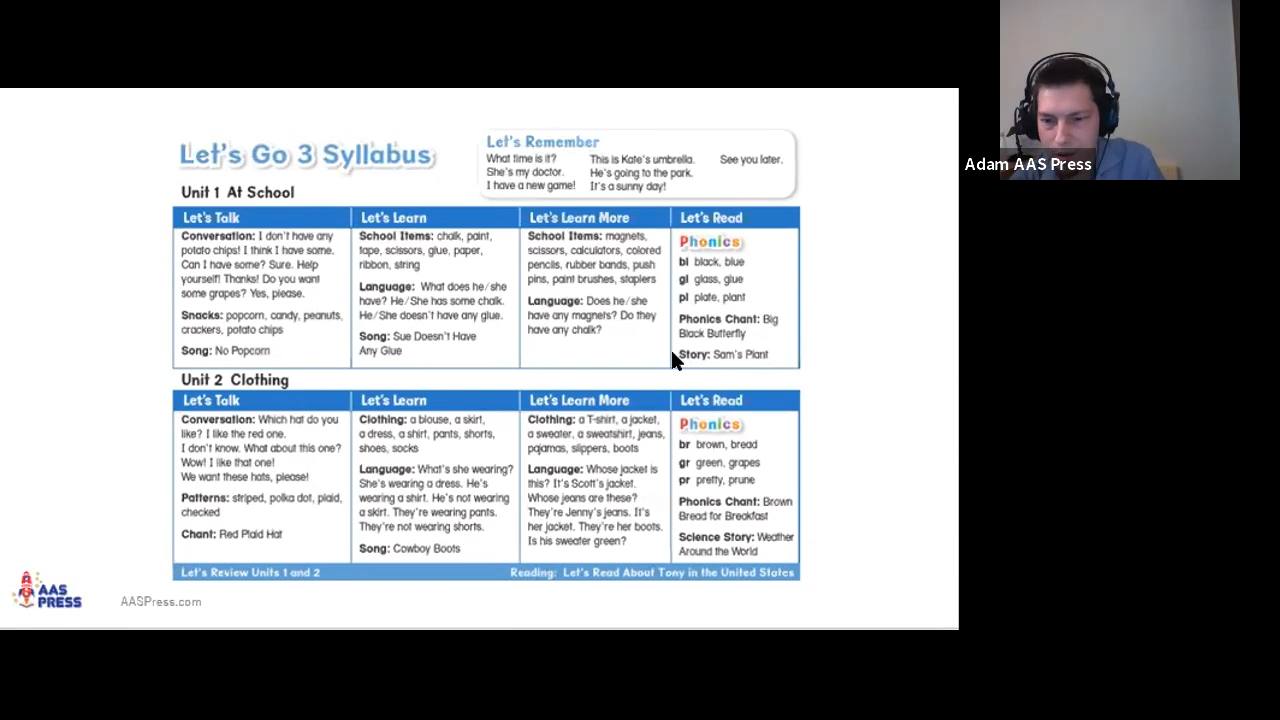 Adam AAS Press
Let's Go 3 Syllabus
Let's Remember
What time is it?
She's my doctor.
I have a new game!
This is Kate's umbrella.
He's going to the park.
It's a sunny day!
See you later.
Unit 1 At School
Let's Talk
Conversation: I don't have any
potato chips! I think I have some.
Can I have some? Sure. Help
yourself! Thanks! Do you want
some grapes? Yes, please.
Snacks: popcorn, candy, peanuts,
crackers, potato chips
Song: No Popcorn
Let's Learn
School Items: chalk, paint,
tape, scissors, glue, paper,
ribbon, string
Language: What does he/she
have? He/She has some chalk.
He/She doesn't have any glue.
Song: Sue Doesn't Have
Any Glue
Let's Learn More
School Items: magnets,
scissors, calculators, colored
pencils, rubber bands, push
pins, paint brushes, staplers
Language: Does he/she
have any magnets? Do they
have any chalk?
Let's Read
Phonics
bl black, blue
gl glass, glue
pl plate, plant
Phonics Chant: Big
Black Butterfly
Story: Sam's Plant
Unit 2 Clothing
Let's Talk
Conversation: Which hat do you
like? I like the red one.
I don't know. What about this one?
Wow! I like that one!
We want these hats, please!
Patterns: striped, polka dot, plaid,
checked
Chant: Red Plaid Hat
Let's Learn
Clothing: a blouse, a skirt,
a dress, a shirt, pants, shorts,
shoes, socks
Language: What's she wearing?
She's wearing a dress. He's
wearing a shirt. He's not wearing
a skirt. They're wearing pants.
They're not wearing shorts.
Song: Cowboy Boots
Let's Learn More
Clothing: a T-shirt, a jacket,
a sweater, a sweatshirt, jeans,
pajamas, slippers, boots
Language: Whose jacket is
this? It's Scott's jacket.
Whose jeans are these?
They're Jenny's jeans. It's
her jacket. They're her boots.
Is his sweater green?
Let's Read
Phonics
br brown, bread
gr green, grapes
pr pretty, prune
Phonics Chant: Brown
Bread for Breakfast
Science Story: Weather
Around the World
Let's Review Units 1 and 2
Reading: Let's Read About Tony in the United States
AAS
PRESS
AASPress.com